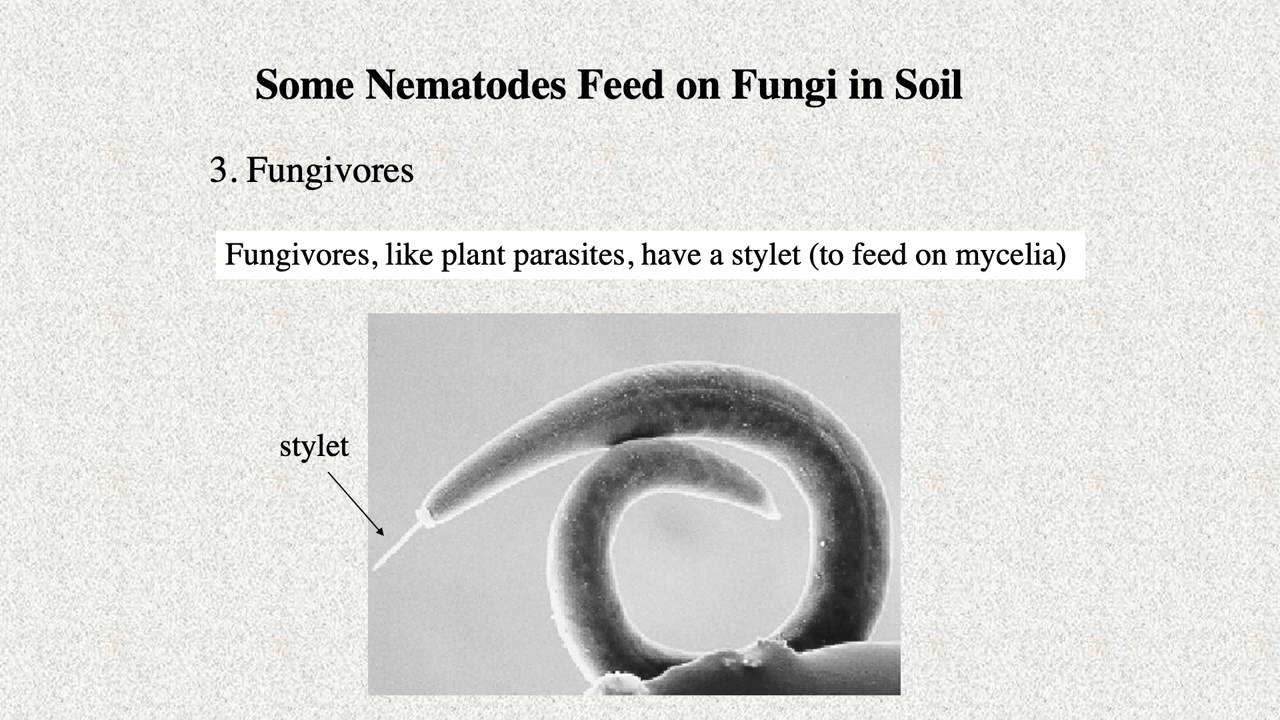 Some Nematodes Feed on Fungi in Soil
3. Fungivores
Fungivores, like plant parasites, have a stylet (to feed on mycelia)
stylet